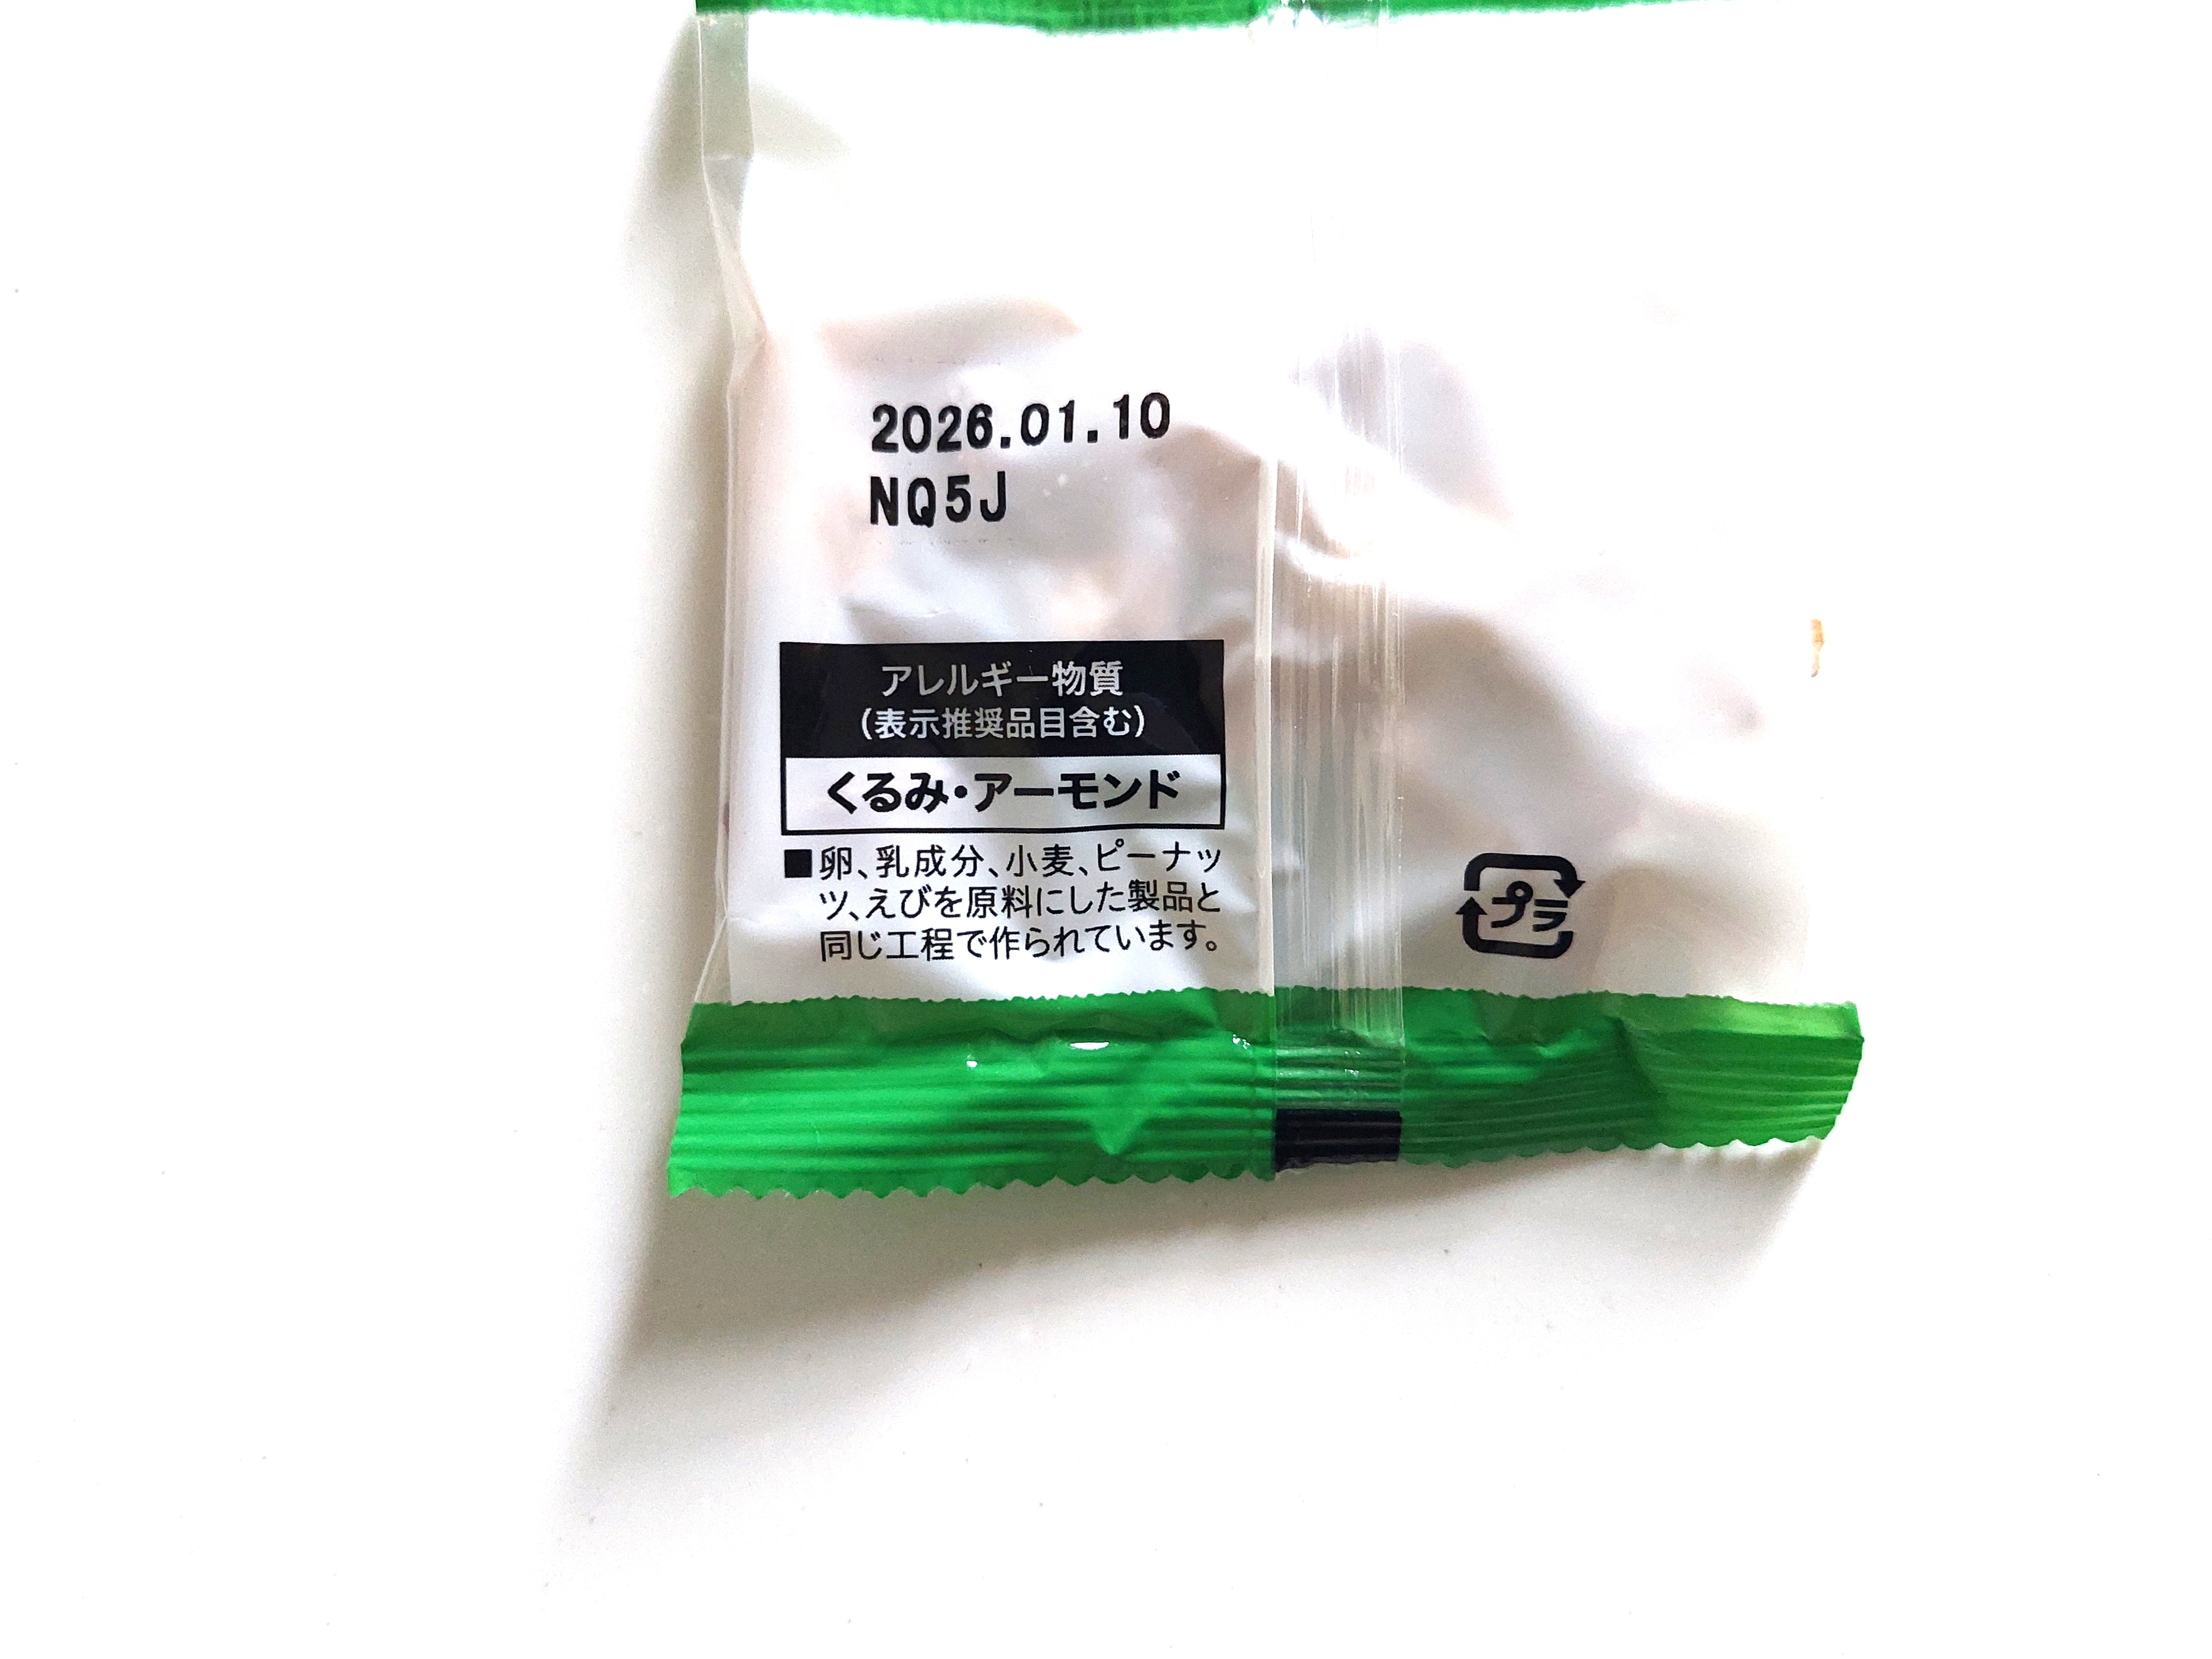 2026.01.10
NQ5J
アレルギー物質
(表示推奨品目含む)
くるみ・アーモンド
■卵、乳成分、小麦、ピーナッ
ツ、えびを原料にした製品と
同じ工程で作られています。
プラ